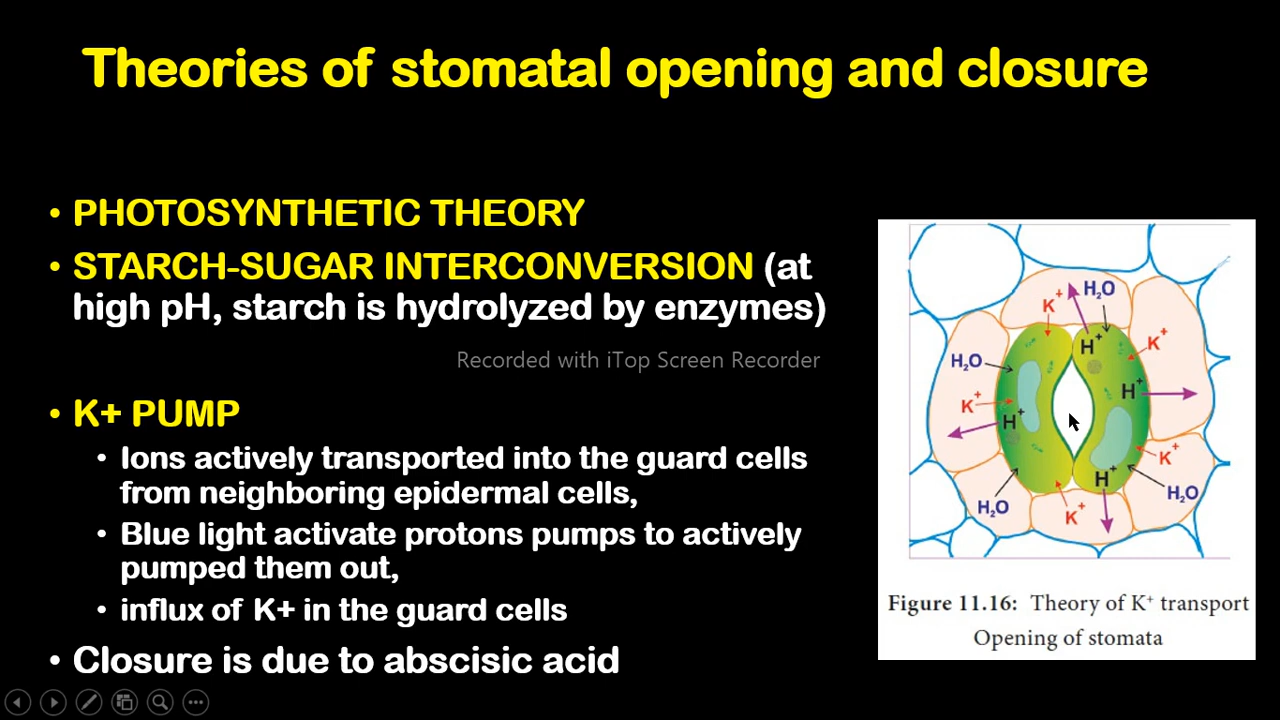 Theories of stomatal opening and closure
• PHOTOSYNTHETIC THEORY
• STARCH-SUGAR INTERCONVERSION (at
high pH, starch is hydrolyzed by enzymes)
Recorded with iTop Screen Recorder
• K+ PUMP
• Ions actively transported into the guard cells
from neighboring epidermal cells,
• Blue light activate protons pumps to actively
pumped them out,
• influx of K+ in the guard cells
• Closure is due to abscisic acid
H₂O
K⁺
K⁺
H⁺
H₂O
H⁺
K⁺
H⁺
K⁺
H⁺
H₂O
H₂O
K⁺
Figure 11.16: Theory of K⁺ transport
Opening of stomata